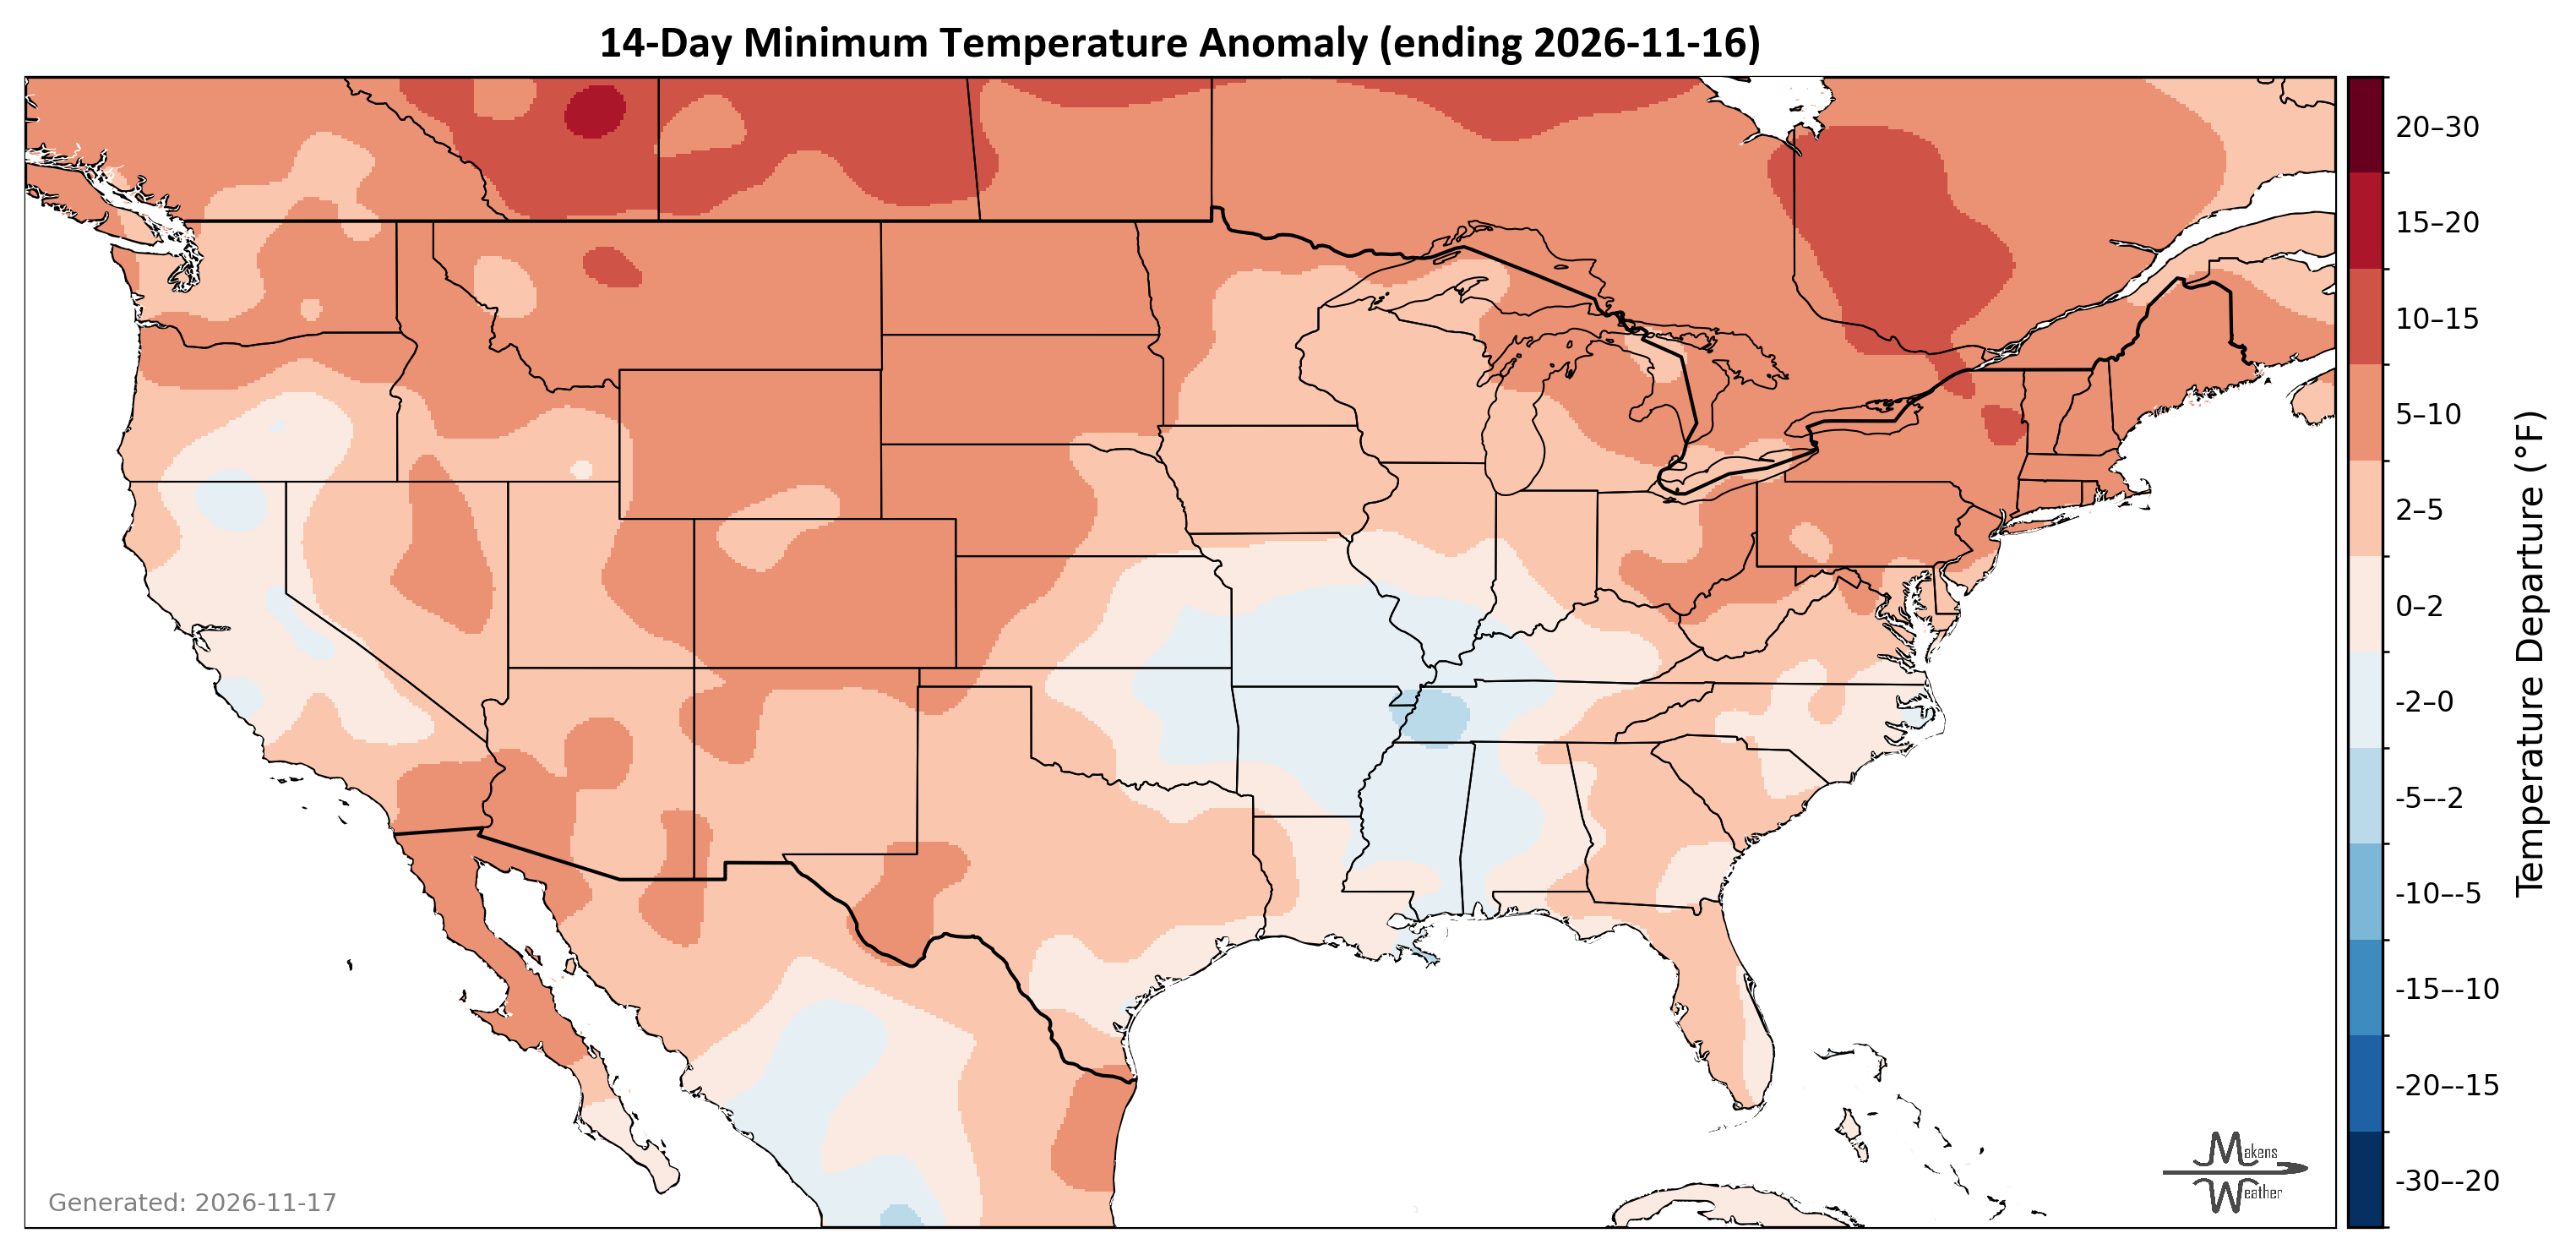 14-Day Minimum Temperature Anomaly (ending 2026-11-16)
20–30
15–20
10–15
5–10
2–5
0–2
-2–0
-5–-2
-10–-5
-15–-10
-20–-15
-30–-20
Temperature Departure (°F)
Makens
Weather
Generated: 2026-11-17